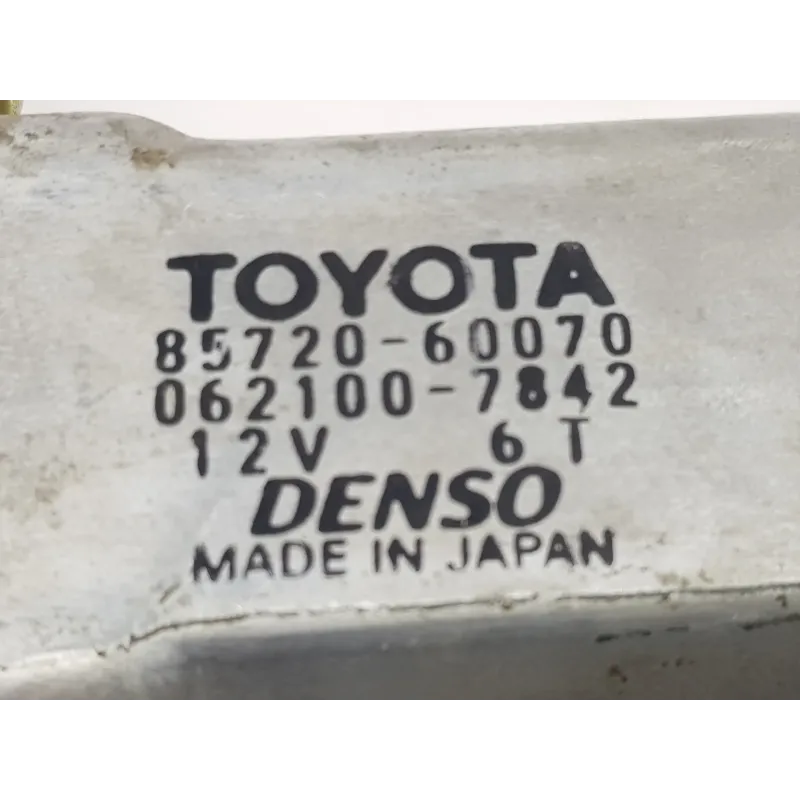 TOYOTA
85720-60070
062100-7842
12V 6T
DENSO
MADE IN JAPAN